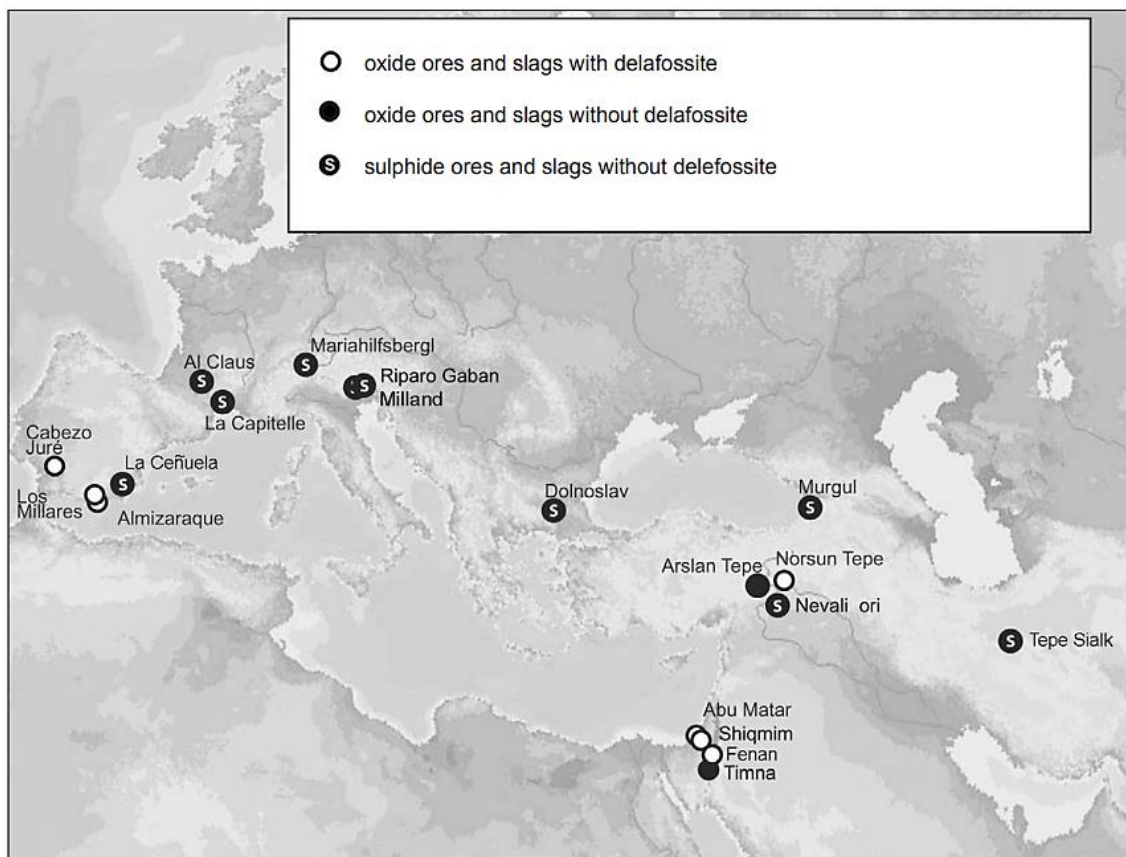 oxide ores and slags with delafossite
oxide ores and slags without delafossite
S sulphide ores and slags without delefossite
Mariahilfsbergl
Al Claus
S
S
Riparo Gaban
S S
Milland
S
La Capitelle
Cabezo
Juré
La Ceñuela
S
Los
Millares
Almizaraque
Dolnoslav
S
Murgul
S
Arslan Tepe
Norsun Tepe
S Nevali ori
S Tepe Sialk
Abu Matar
Shiqmim
Fenan
Timna